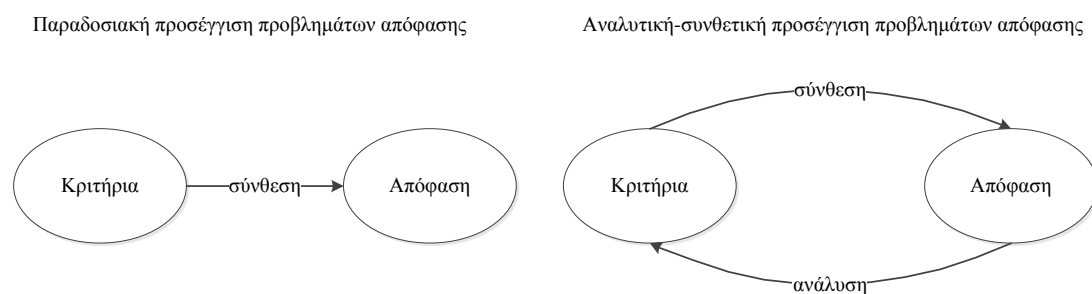 Παραδοσιακή προσέγγιση προβλημάτων απόφασης
Κριτήρια
σύνθεση
Απόφαση
Αναλυτική-συνθετική προσέγγιση προβλημάτων απόφασης
σύνθεση
Κριτήρια
Απόφαση
ανάλυση